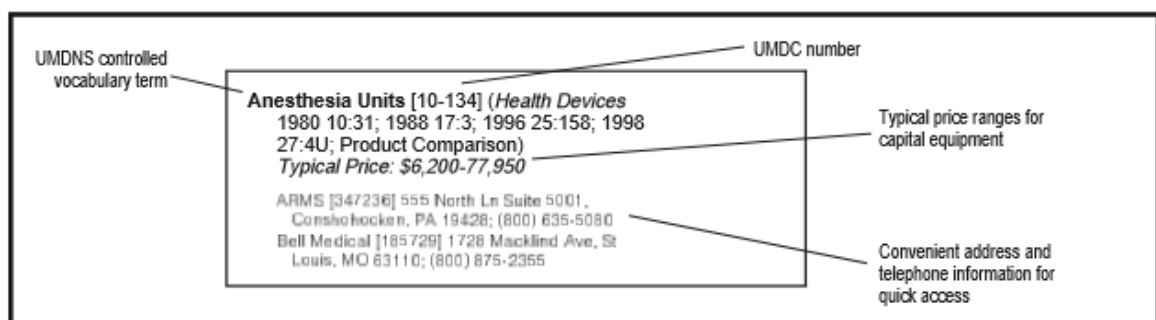 UMDNS controlled
vocabulary term
UMDC number
Anesthesia Units [10-134] (Health Devices
1980 10:31; 1988 17:3; 1996 25:158; 1998
27:4U; Product Comparison)
Typical Price: $6,200-77,950
Typical price ranges for
capital equipment
ARMS [347236] 555 North Ln Suite 5001,
Conshohocken, PA 19428; (800) 635-5080
Bell Medical [185729] 1728 Macklind Ave, St
Louis, MO 63110; (800) 875-2355
Convenient address and
telephone information for
quick access